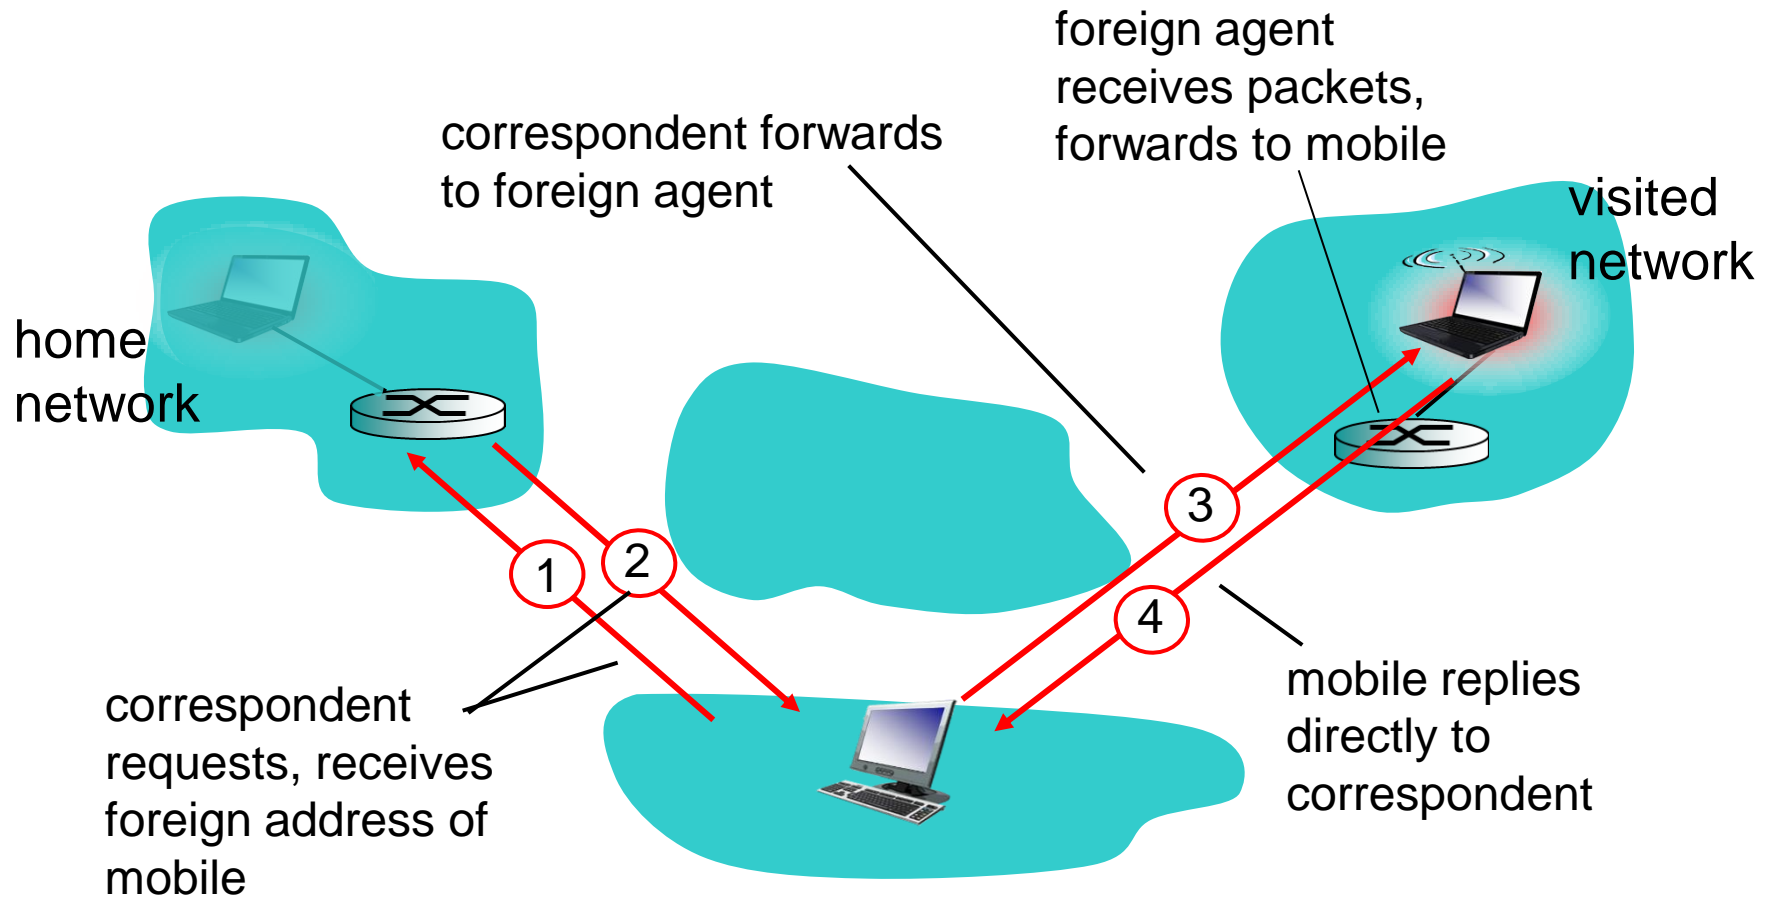 foreign agent
receives packets,
forwards to mobile
correspondent forwards
to foreign agent
visited
network
home
network
3
2
1
4
correspondent
requests, receives
foreign address of
mobile
mobile replies
directly to
correspondent